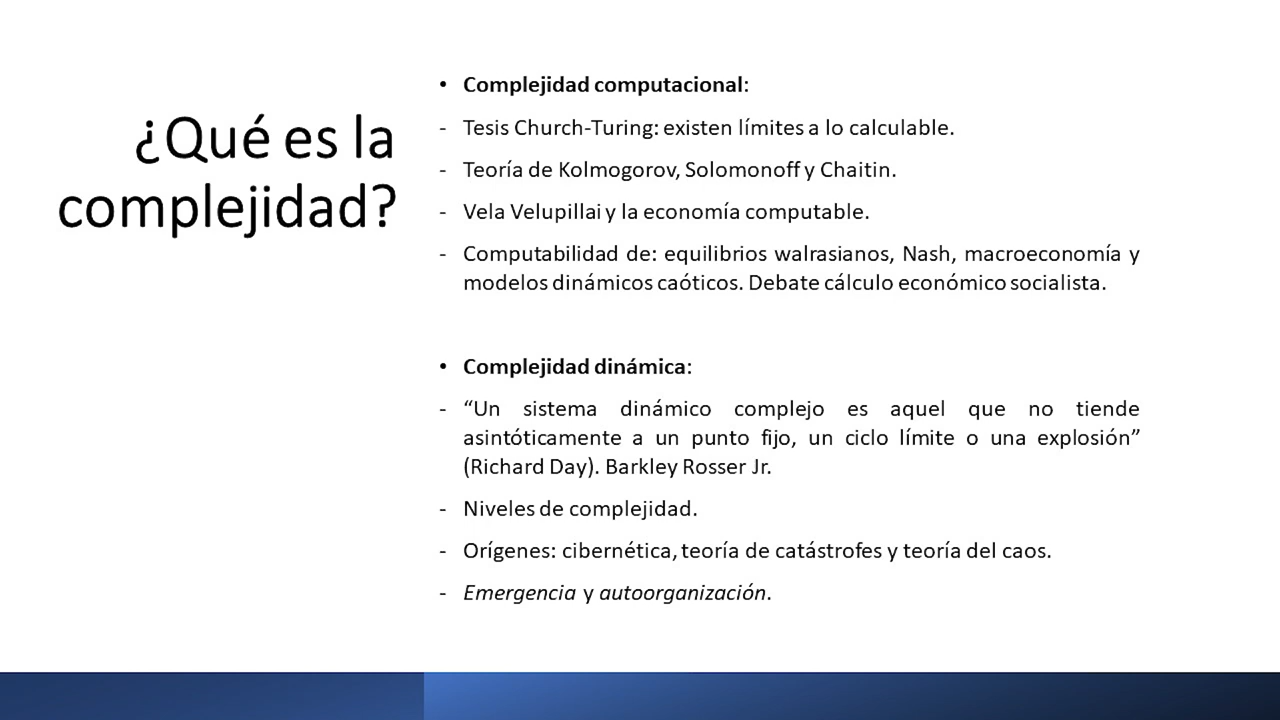 ¿Qué es la
complejidad?
• Complejidad computacional:
- Tesis Church-Turing: existen límites a lo calculable.
- Teoría de Kolmogorov, Solomonoff y Chaitin.
- Vela Velupillai y la economía computable.
- Computabilidad de: equilibrios walrasianos, Nash, macroeconomía y
modelos dinámicos caóticos. Debate cálculo económico socialista.
• Complejidad dinámica:
- “Un sistema dinámico complejo es aquel que no tiende
asintóticamente a un punto fijo, un ciclo límite o una explosión”
(Richard Day). Barkley Rosser Jr.
- Niveles de complejidad.
- Orígenes: cibernética, teoría de catástrofes y teoría del caos.
- Emergencia y autoorganización.